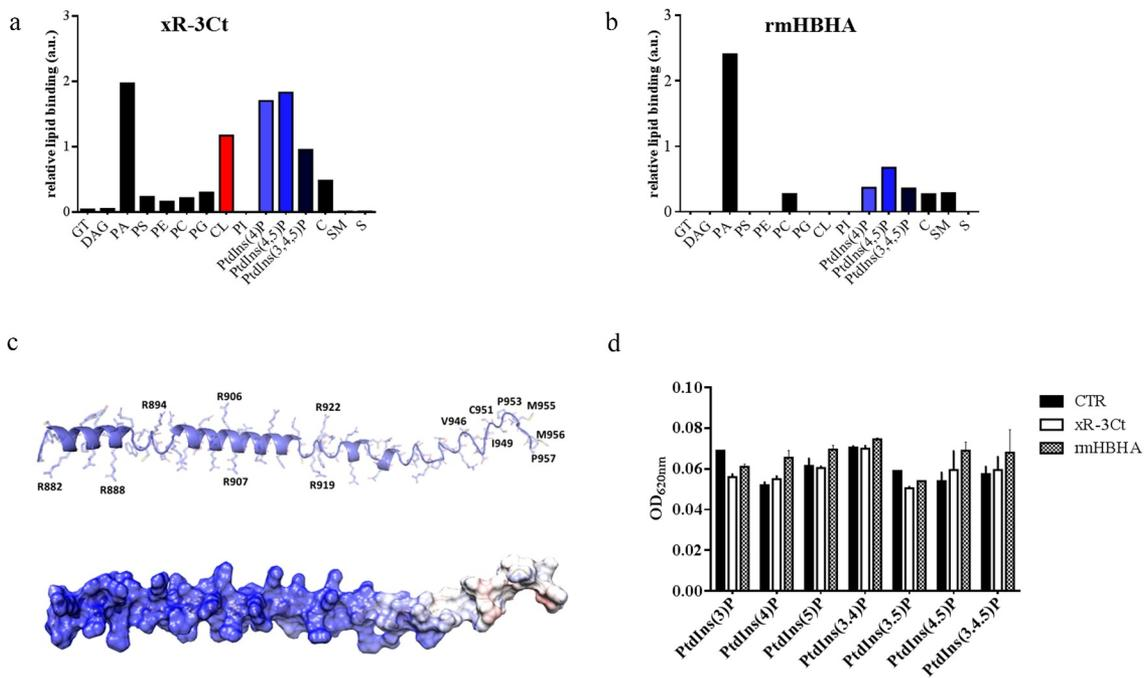 a
xR-3Ct
relative lipid binding (a.u.)
3
2
1
0
GT
DAG
PA
PS
PE
PC
PG
CL
PI
PtdIns(4)P
PtdIns(4,5)P
PtdIns(3,4,5)P
C
SM
S
b
rmHBHA
relative lipid binding (a.u.)
3
2
1
0
GT
DAG
PA
PS
PE
PC
PG
CL
PI
PtdIns(4)P
PtdIns(4,5)P
PtdIns(3,4,5)P
C
SM
S
c
R894
R906
R922
V946
C951
P953
M955
I949
M956
P957
R882
R888
R907
R919
d
OD620nm
0.10
0.08
0.06
0.04
0.02
0.00
PtdIns(3)P
PtdIns(4)P
PtdIns(5)P
PtdIns(3.4)P
PtdIns(3.5)P
PtdIns(4.5)P
PtdIns(3.4.5)P
CTR
xR-3Ct
rmHBHA